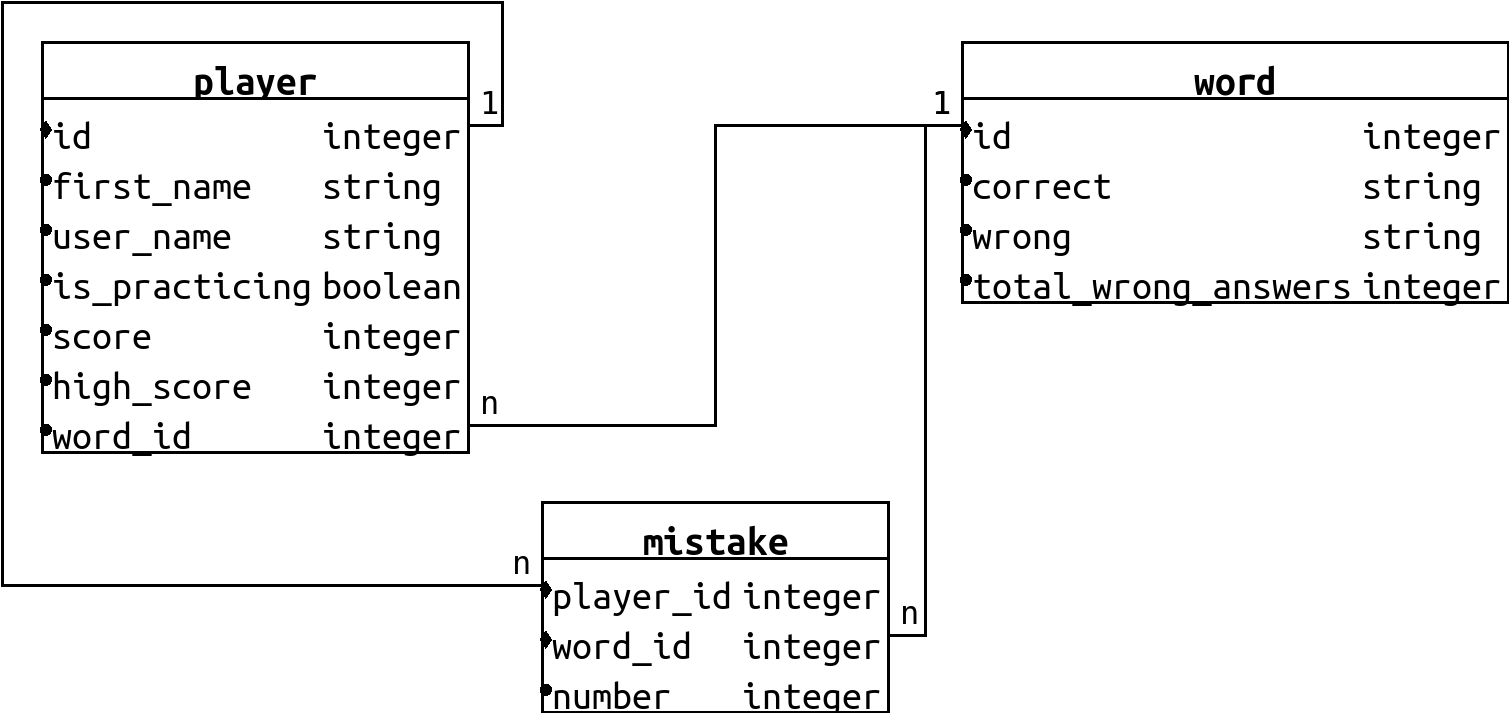 player
1
id integer
first_name string
user_name string
is_practicing boolean
score integer
high_score integer
n
word_id integer
1
word
id integer
correct string
wrong string
total_wrong_answers integer
mistake
n
player_id integer
n
word_id integer
number integer